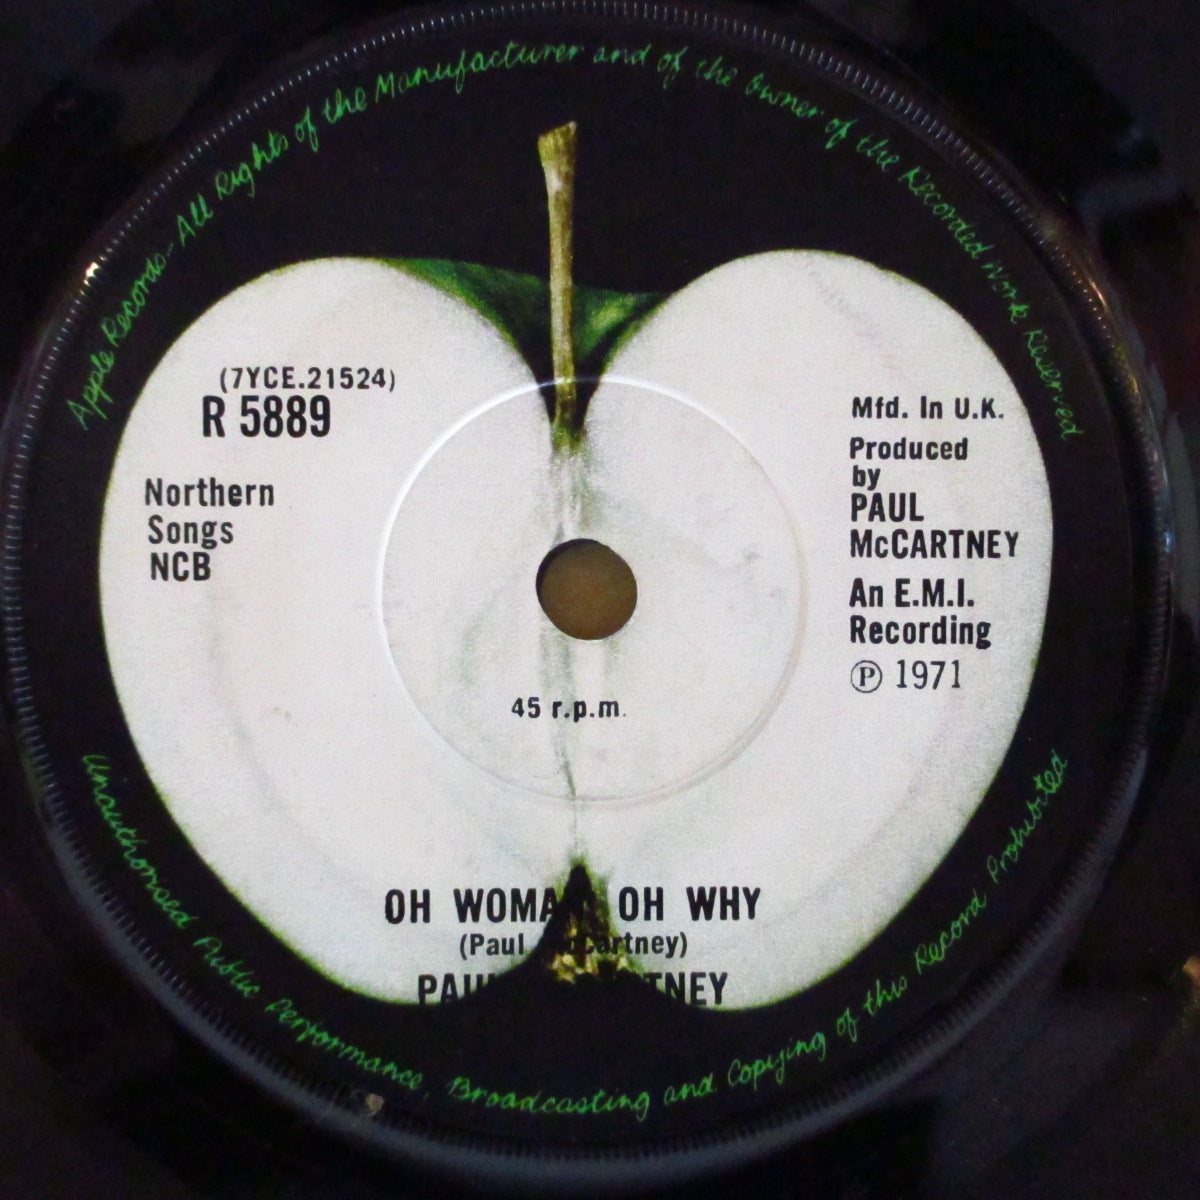 Apple Records-All Rights of the Manufacturer and of the Owner of the Recorded Work Reserved
(7YCE.21524)
R 5889
Northern
Songs
NCB
Mfd. In U.K.
Produced
by
PAUL
McCARTNEY
An E.M.I.
Recording
℗ 1971
45 r.p.m.
OH WOMAN OH WHY
(Paul McCartney)
PAUL McCARTNEY
Unauthorised Public Performance, Broadcasting and Copying of this Record Prohibited